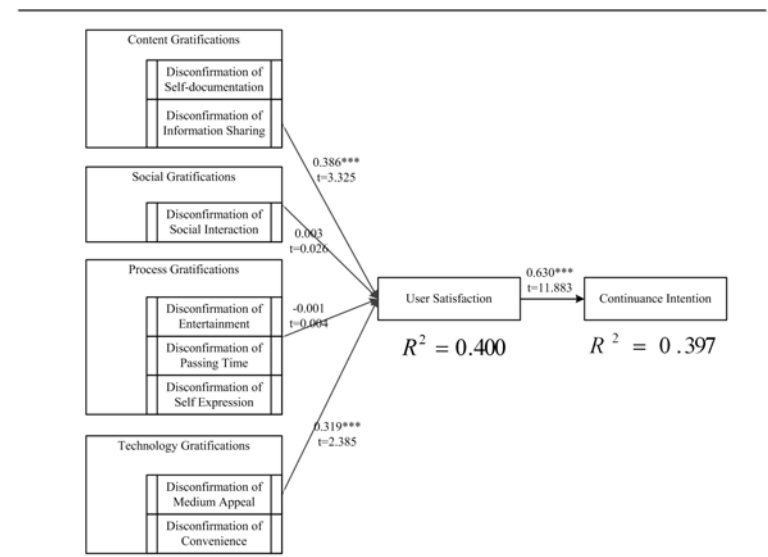 Content Gratifications
Disconfirmation of
Self-documentation
Disconfirmation of
Information Sharing
0.386***
t=3.325
Social Gratifications
Disconfirmation of
Social Interaction
0.003
t=0.026
Process Gratifications
Disconfirmation of
Entertainment
Disconfirmation of
Passing Time
Disconfirmation of
Self Expression
-0.001
t=0.004
Technology Gratifications
Disconfirmation of
Medium Appeal
Disconfirmation of
Convenience
0.319***
t=2.385
User Satisfaction
R² = 0.400
0.630***
t=11.883
Continuance Intention
R² = 0.397